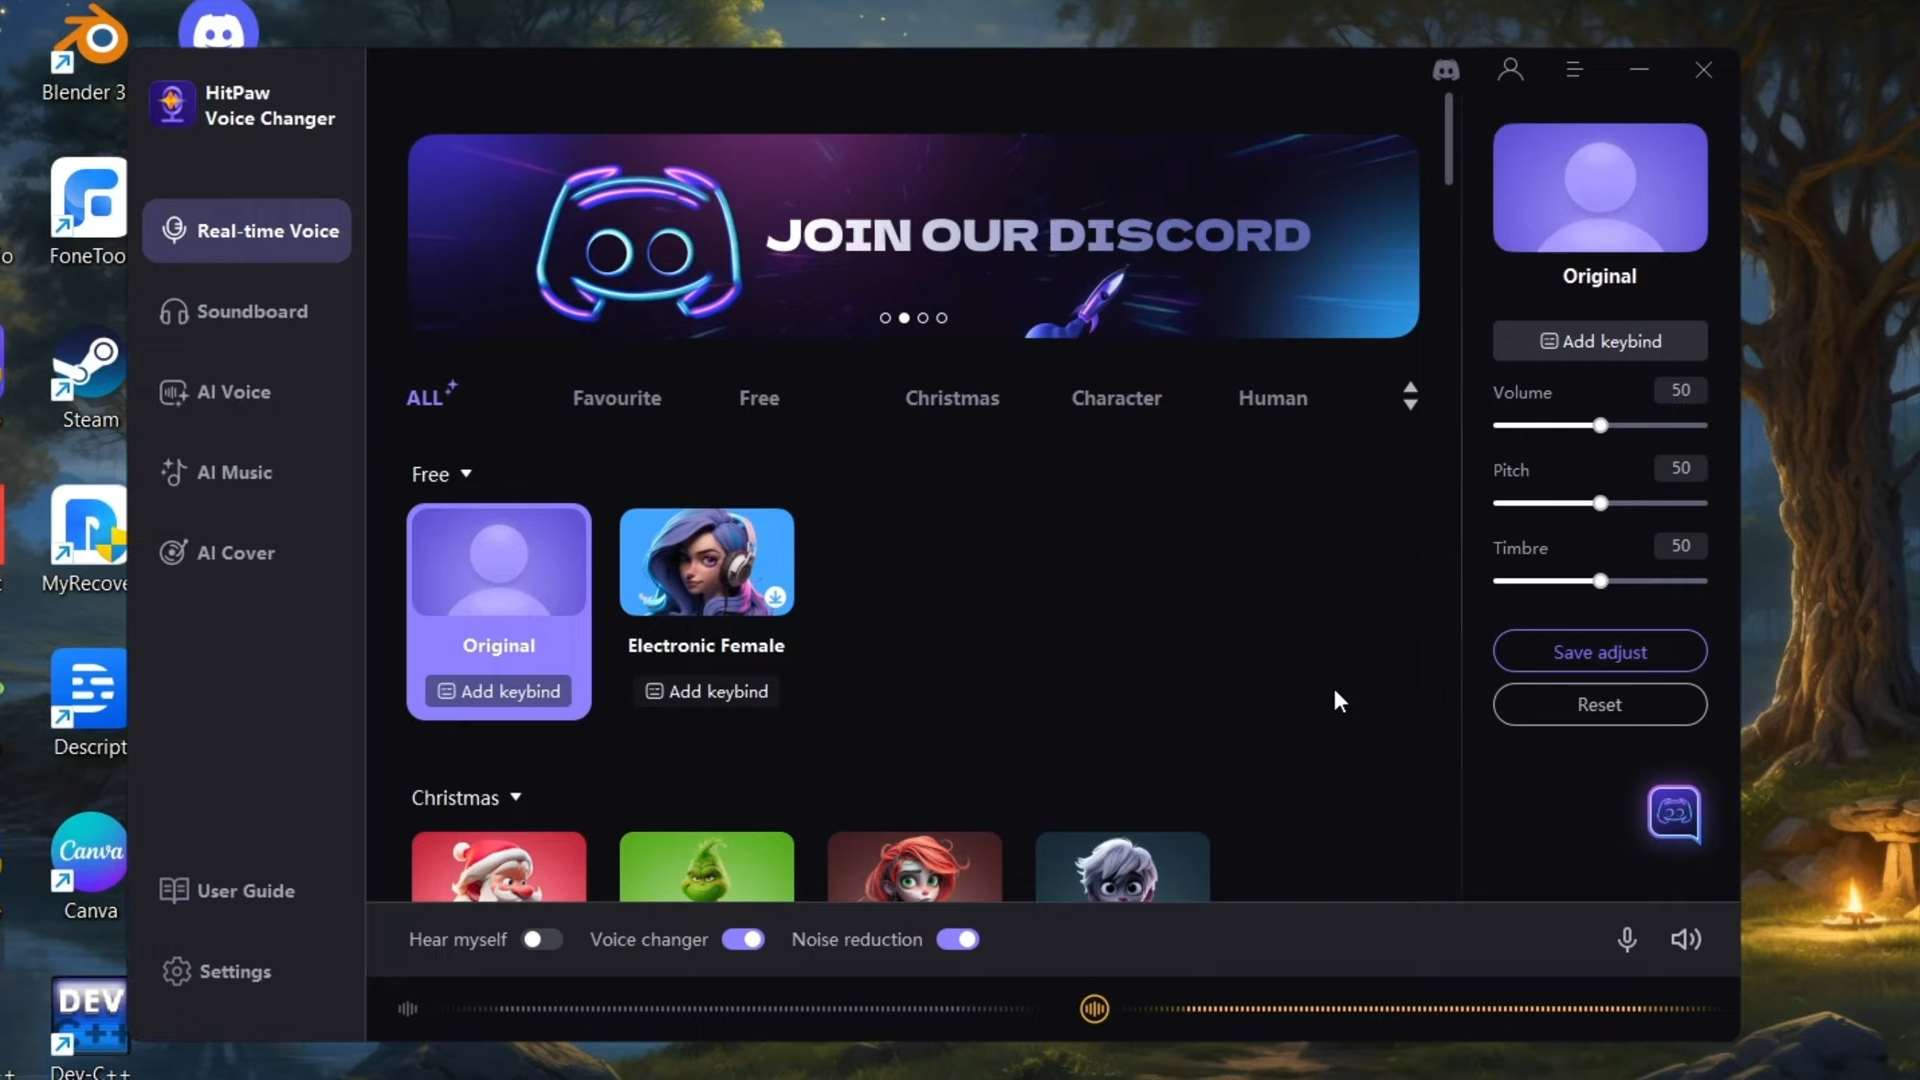 Blender 3
FoneToo
Steam
MyRecove
Descript
Canva
Canva
DEV
C++
Dev-C++
HitPaw
Voice Changer
Real-time Voice
Soundboard
AI Voice
AI Music
AI Cover
User Guide
Settings
JOIN OUR DISCORD
ALL
Favourite
Free
Christmas
Character
Human
Free
Original
Add keybind
Electronic Female
Add keybind
Christmas
Original
Add keybind
Volume
50
Pitch
50
Timbre
50
Save adjust
Reset
Hear myself
Voice changer
Noise reduction